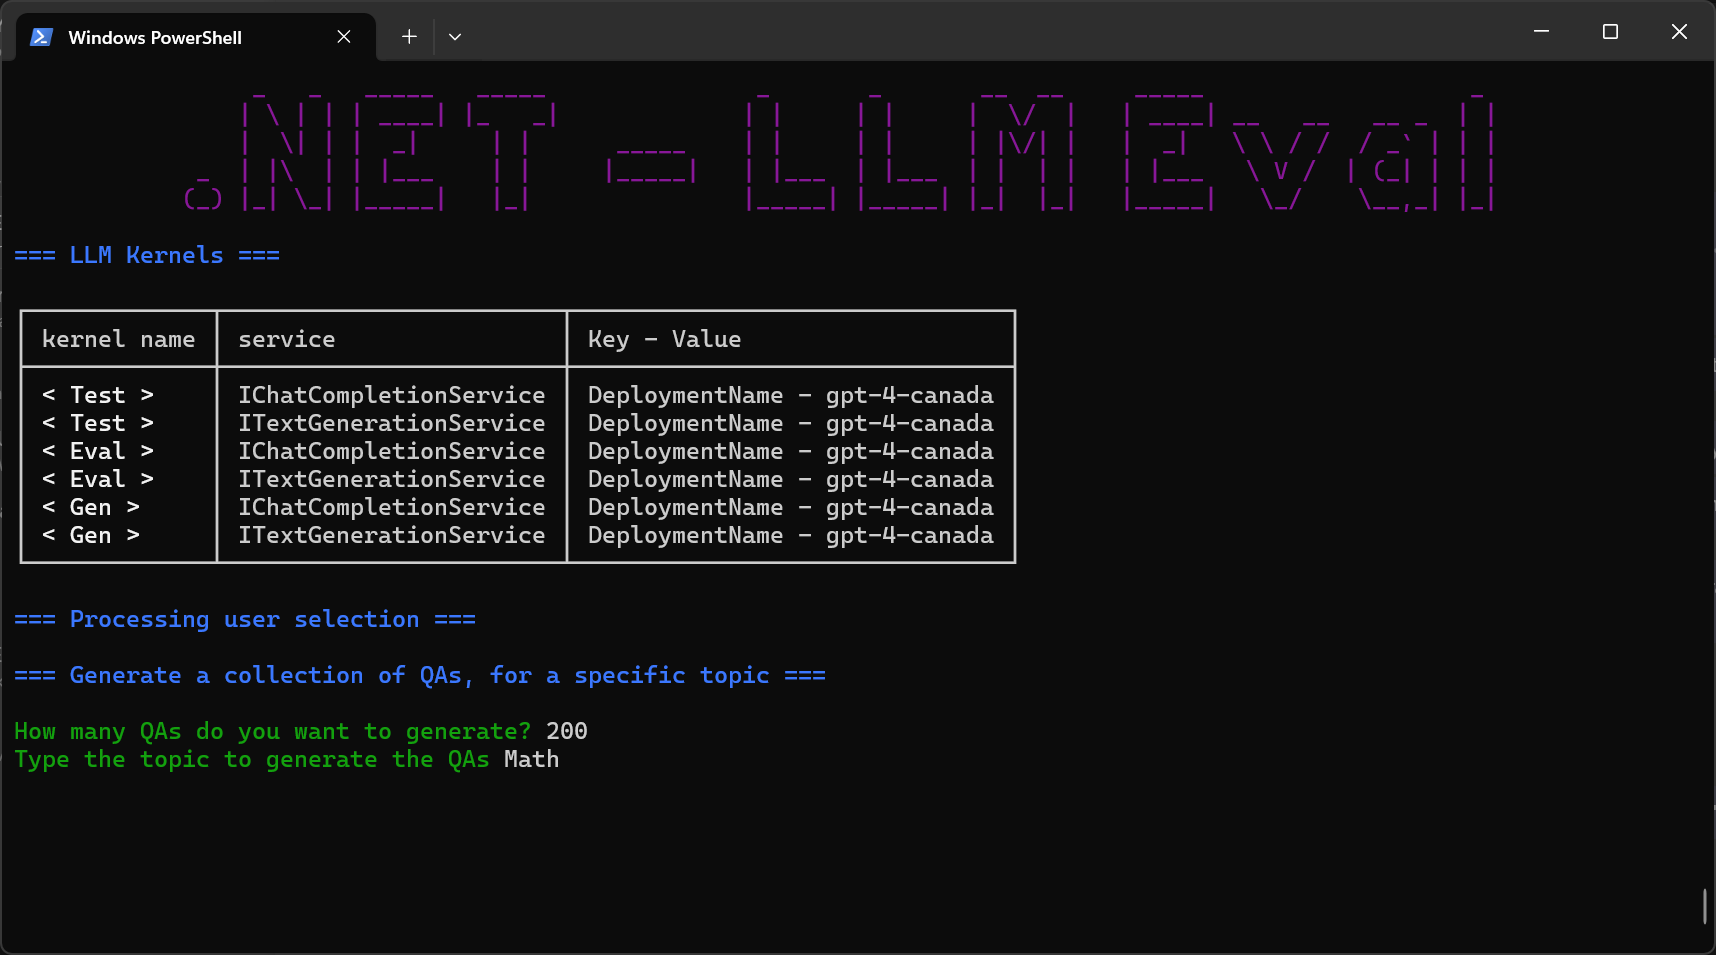 Windows PowerShell
.NET - LLM Eval
=== LLM Kernels ===
kernel name service Key - Value
< Test > IChatCompletionService DeploymentName - gpt-4-canada
< Test > ITextGenerationService DeploymentName - gpt-4-canada
< Eval > IChatCompletionService DeploymentName - gpt-4-canada
< Eval > ITextGenerationService DeploymentName - gpt-4-canada
< Gen > IChatCompletionService DeploymentName - gpt-4-canada
< Gen > ITextGenerationService DeploymentName - gpt-4-canada
=== Processing user selection ===
=== Generate a collection of QAs, for a specific topic ===
How many QAs do you want to generate? 200
Type the topic to generate the QAs Math